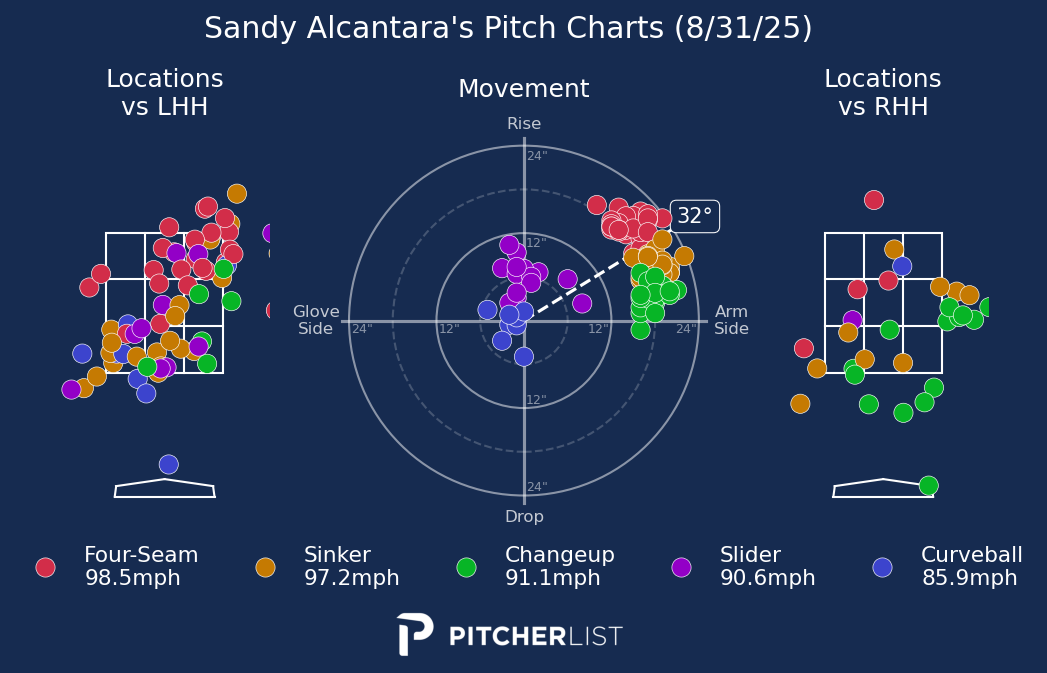 Sandy Alcantara's Pitch Charts (8/31/25)
Locations
vs LHH
Movement
Locations
vs RHH
Rise
24"
32°
12"
Glove
Side
24"
12"
12"
24"
Arm
Side
12"
24"
Drop
Four-Seam
98.5mph
Sinker
97.2mph
Changeup
91.1mph
Slider
90.6mph
Curveball
85.9mph
PITCHERLIST